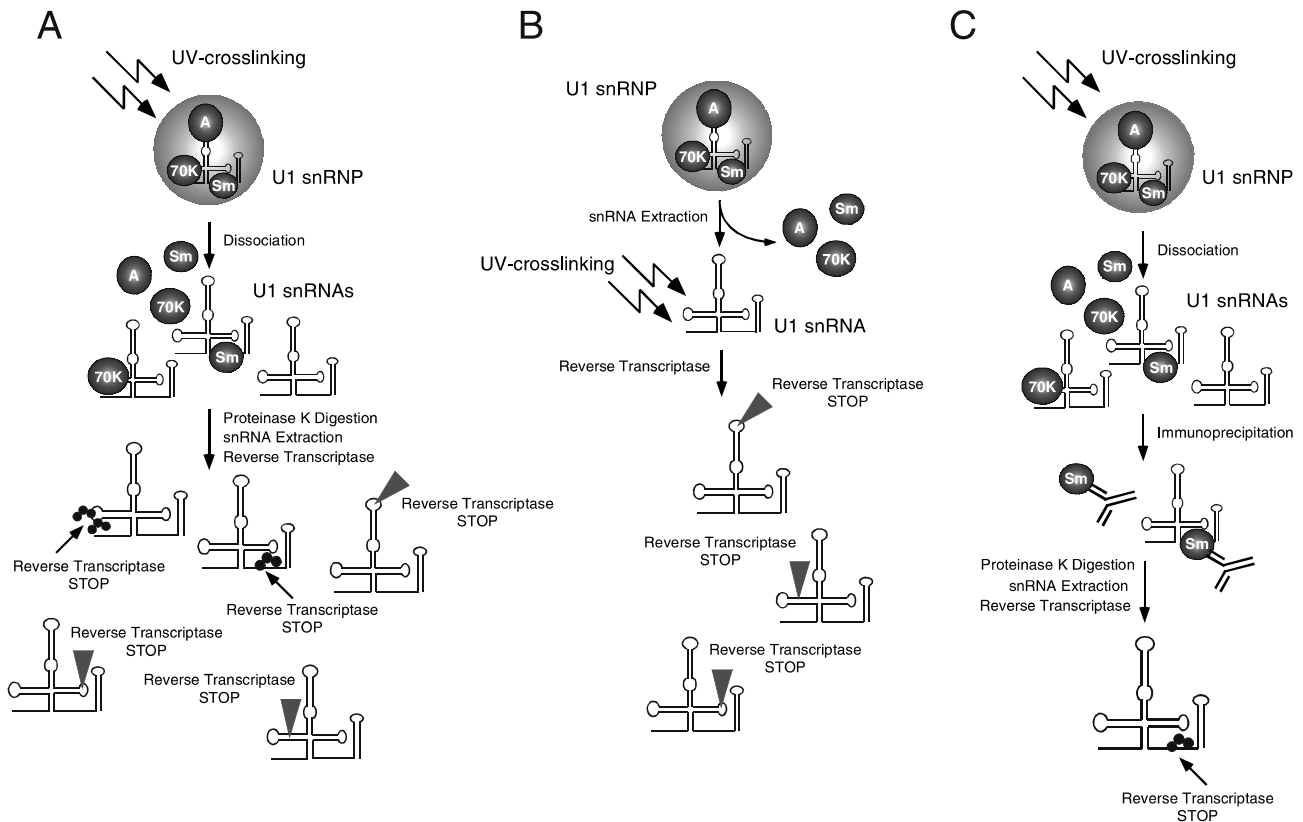 A
UV-crosslinking
A
70K
Sm
U1 snRNP
Dissociation
Sm
A
70K
U1 snRNAs
Sm
70K
Proteinase K Digestion
snRNA Extraction
Reverse Transcriptase
Reverse Transcriptase
STOP
Reverse Transcriptase
STOP
Reverse Transcriptase
STOP
Reverse Transcriptase
STOP
Reverse Transcriptase
STOP
B
U1 snRNP
A
70K
Sm
snRNA Extraction
Sm
A
70K
UV-crosslinking
U1 snRNA
Reverse Transcriptase
Reverse Transcriptase
STOP
Reverse Transcriptase
STOP
Reverse Transcriptase
STOP
C
UV-crosslinking
A
70K
Sm
U1 snRNP
Dissociation
Sm
A
70K
U1 snRNAs
Sm
70K
Immunoprecipitation
Sm
Sm
Proteinase K Digestion
snRNA Extraction
Reverse Transcriptase
Reverse Transcriptase
STOP